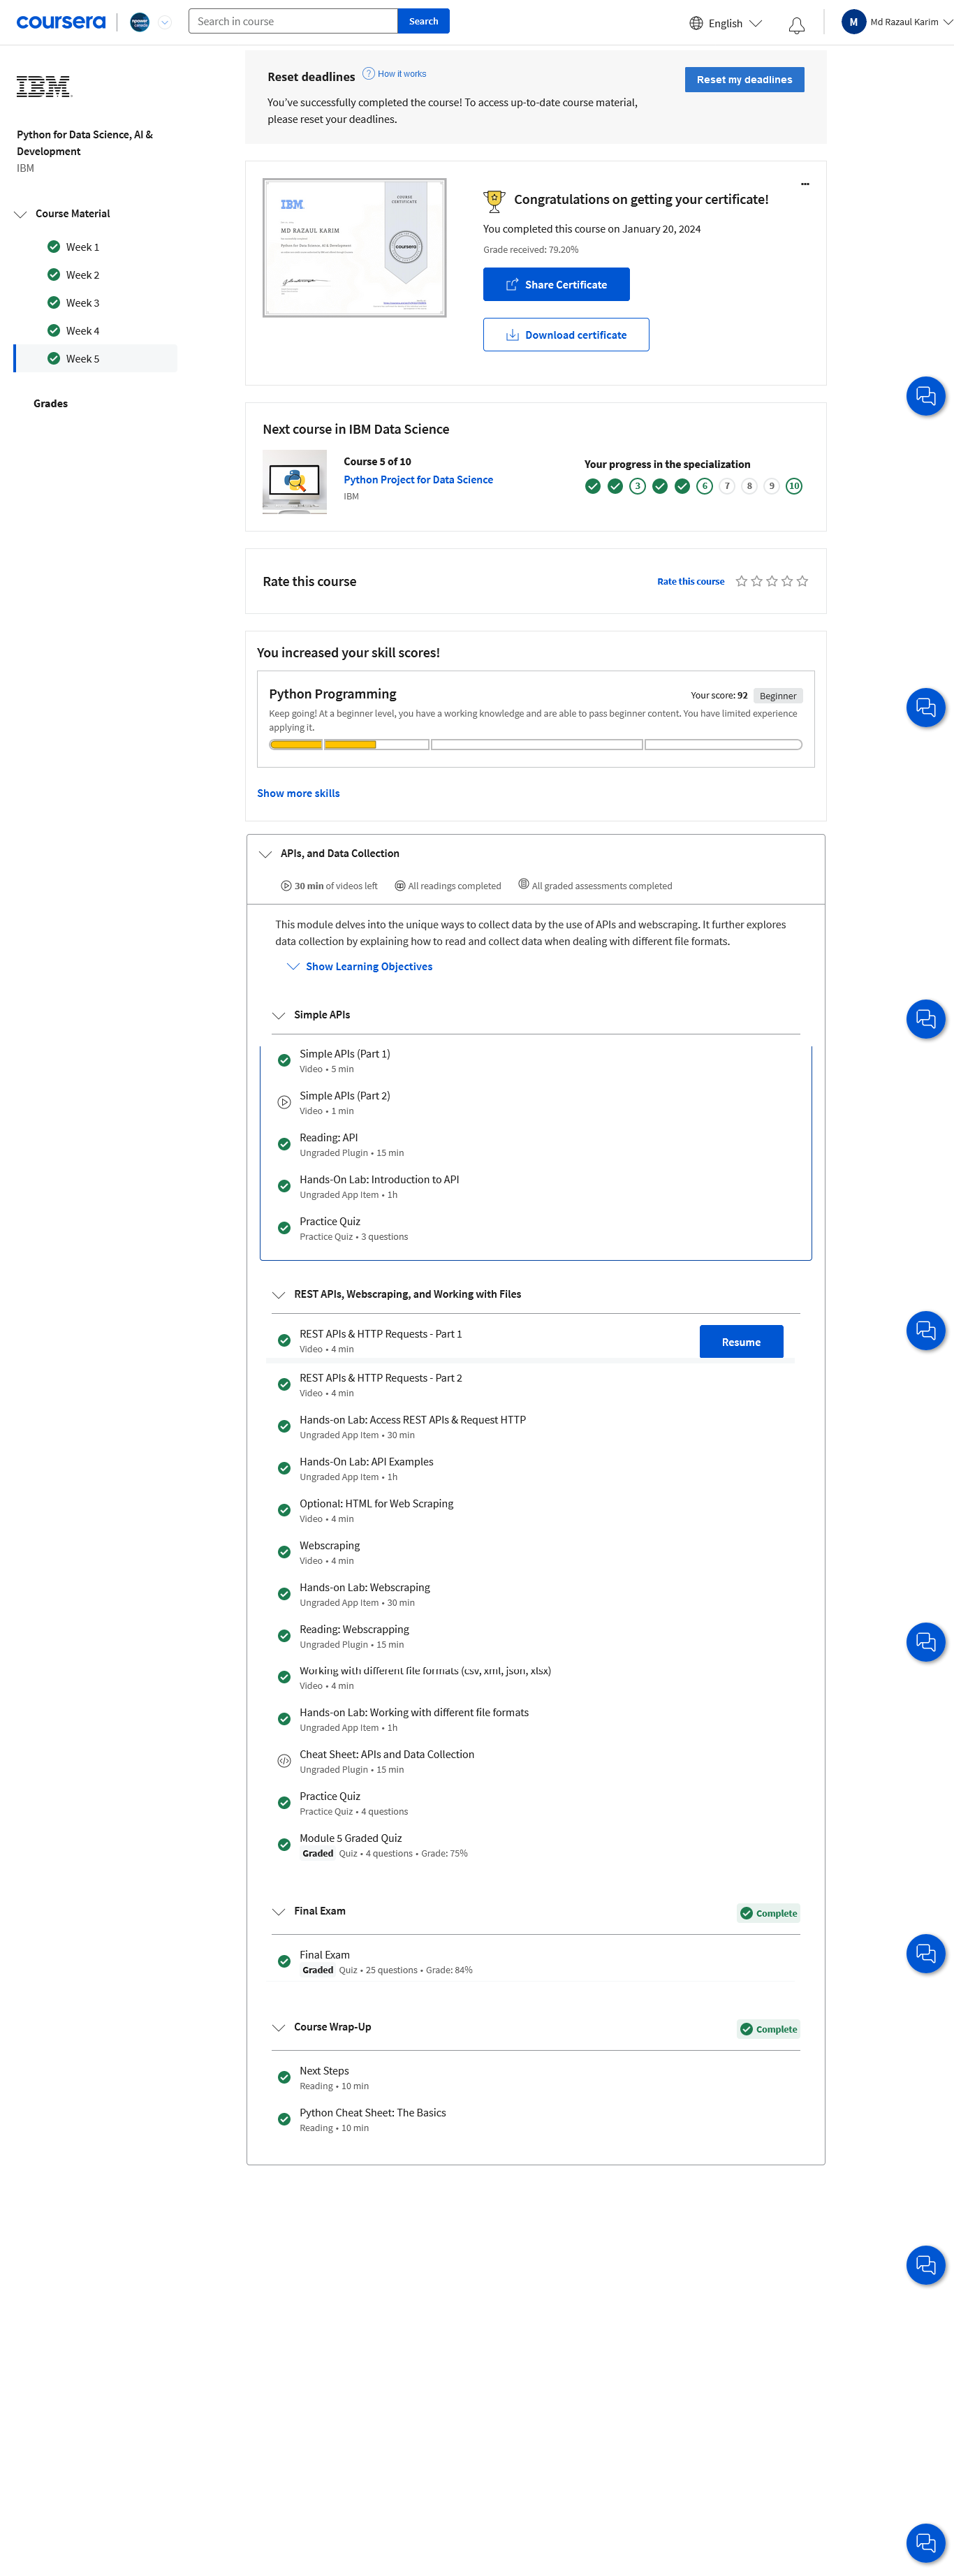 coursera
Search in course
Search
English
M
Md Razaul Karim
IBM
Python for Data Science, AI &
Development
IBM
Course Material
Week 1
Week 2
Week 3
Week 4
Week 5
Grades
Reset deadlines
How it works
Reset my deadlines
You've successfully completed the course! To access up-to-date course material,
please reset your deadlines.
IBM
MD RAZAUL KARIM
Python for Data Science, AI & Development
COURSE
CERTIFICATE
coursera
Congratulations on getting your certificate!
You completed this course on January 20, 2024
Grade received: 79.20%
Share Certificate
Download certificate
Next course in IBM Data Science
Course 5 of 10
Python Project for Data Science
IBM
Your progress in the specialization
3 6 7 8 9 10
Rate this course
Rate this course
You increased your skill scores!
Python Programming
Your score: 92 Beginner
Keep going! At a beginner level, you have a working knowledge and are able to pass beginner content. You have limited experience
applying it.
Show more skills
APIs, and Data Collection
30 min of videos left
All readings completed
All graded assessments completed
This module delves into the unique ways to collect data by the use of APIs and webscraping. It further explores
data collection by explaining how to read and collect data when dealing with different file formats.
Show Learning Objectives
Simple APIs
Simple APIs (Part 1)
Video • 5 min
Simple APIs (Part 2)
Video • 1 min
Reading: API
Ungraded Plugin • 15 min
Hands-On Lab: Introduction to API
Ungraded App Item • 1h
Practice Quiz
Practice Quiz • 3 questions
REST APIs, Webscraping, and Working with Files
REST APIs & HTTP Requests - Part 1
Video • 4 min
Resume
REST APIs & HTTP Requests - Part 2
Video • 4 min
Hands-on Lab: Access REST APIs & Request HTTP
Ungraded App Item • 30 min
Hands-On Lab: API Examples
Ungraded App Item • 1h
Optional: HTML for Web Scraping
Video • 4 min
Webscraping
Video • 4 min
Hands-on Lab: Webscraping
Ungraded App Item • 30 min
Reading: Webscrapping
Ungraded Plugin • 15 min
Working with different file formats (csv, xml, json, xlsx)
Video • 4 min
Hands-on Lab: Working with different file formats
Ungraded App Item • 1h
Cheat Sheet: APIs and Data Collection
Ungraded Plugin • 15 min
Practice Quiz
Practice Quiz • 4 questions
Module 5 Graded Quiz
Graded Quiz • 4 questions • Grade: 75%
Final Exam
Complete
Final Exam
Graded Quiz • 25 questions • Grade: 84%
Course Wrap-Up
Complete
Next Steps
Reading • 10 min
Python Cheat Sheet: The Basics
Reading • 10 min